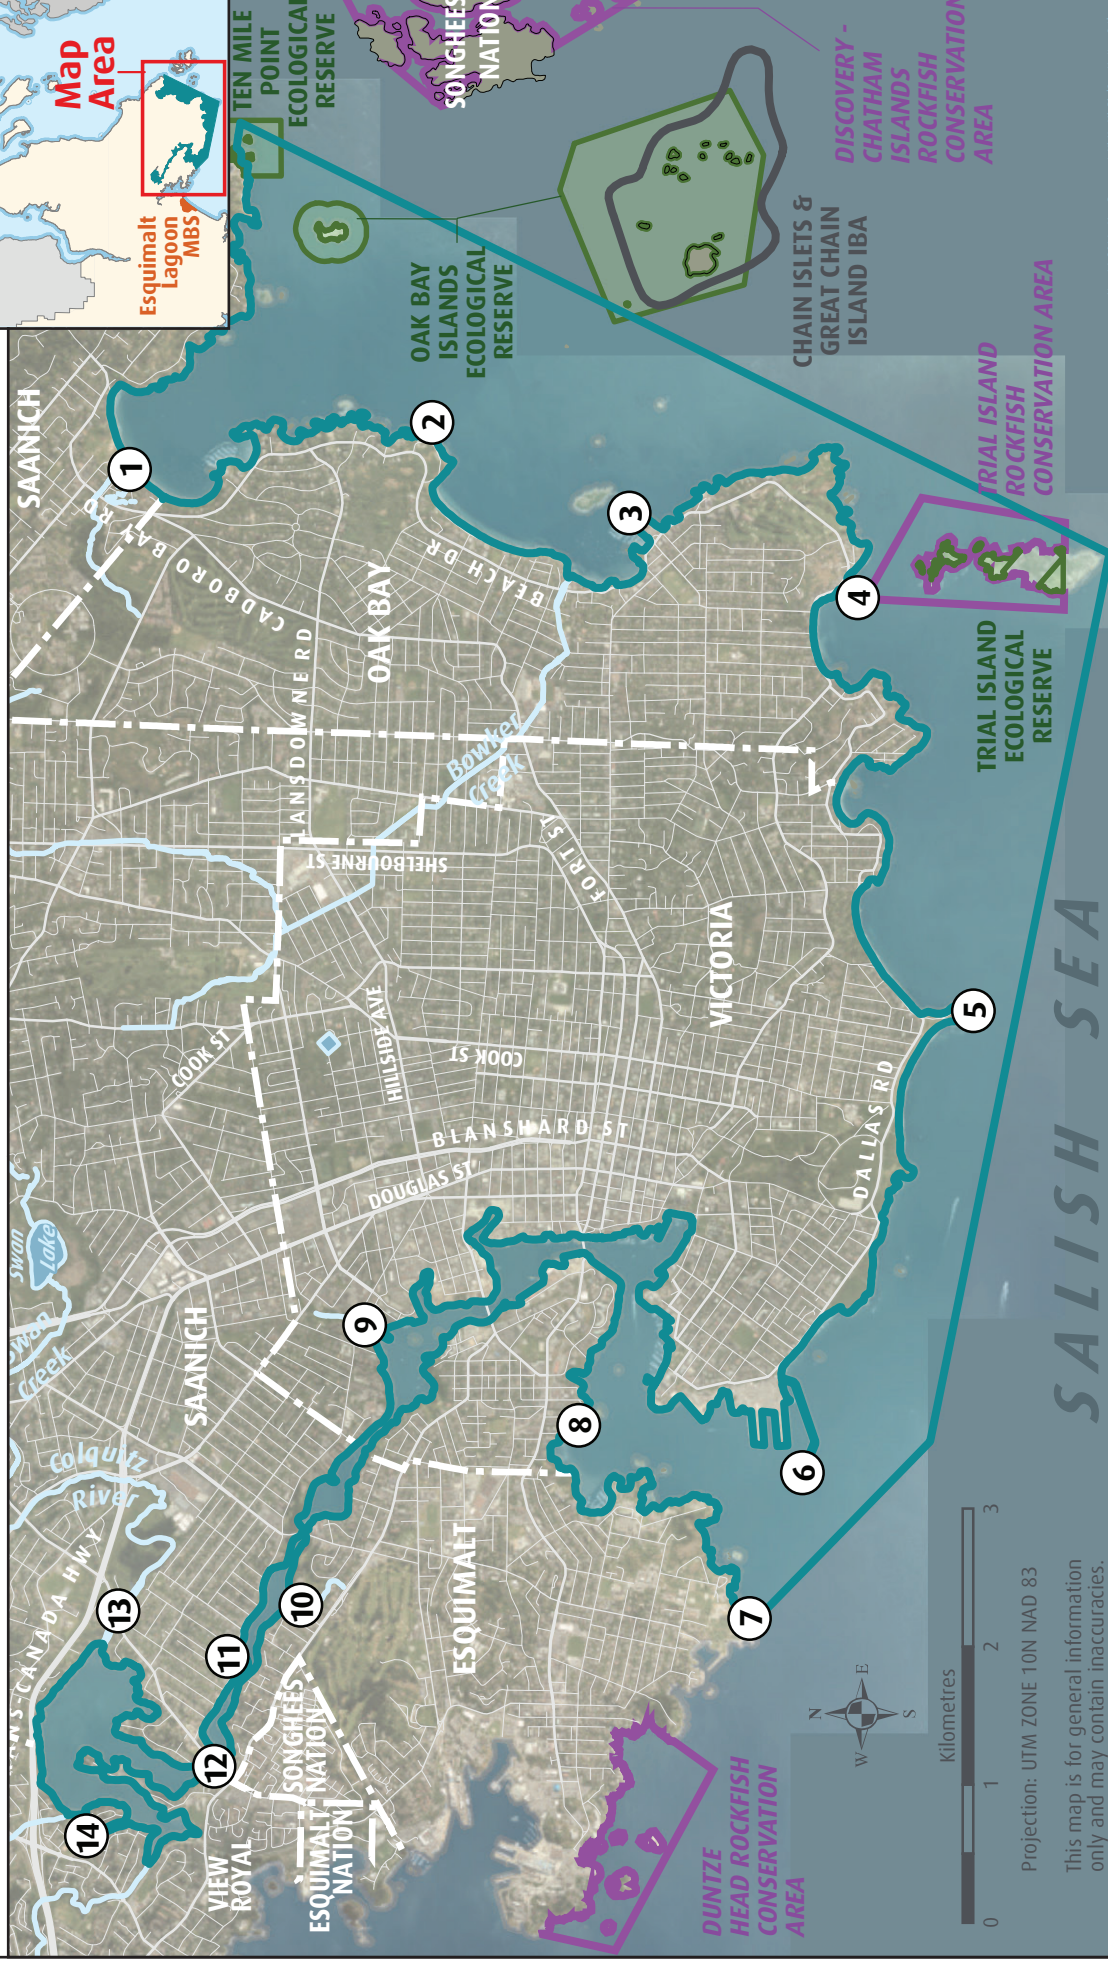 SAANICH
Map
Area
Esquimalt
Lagoon
MBS
TEN MILE
POINT
ECOLOGICAL
RESERVE
SONGHEES
NATION
DISCOVERY -
CHATHAM
ISLANDS
ROCKFISH
CONSERVATION
AREA
OAK BAY
ISLANDS
ECOLOGICAL
RESERVE
CHAIN ISLETS &
GREAT CHAIN
ISLAND IBA
TRIAL ISLAND
ROCKFISH
CONSERVATION AREA
TRIAL ISLAND
ECOLOGICAL
RESERVE
1
2
3
4
5
6
7
8
9
10
11
12
13
14
CADBORO BAY RD
BEACH DR
LANSDOWNE RD
OAK BAY
Bowker
Creek
SHELBOURNE ST
FORT ST
VICTORIA
COOK ST
HILLSIDE AVE
COOK ST
BLANSHARD ST
DOUGLAS ST
DALLAS RD
Swan
Lake
Swan
Creek
SAANICH
Colquitz
River
ANS-CANADA HWY
ESQUIMALT
SONGHEES
NATION
ESQUIMALT
NATION
VIEW
ROYAL
DUNTZE
HEAD ROCKFISH
CONSERVATION
AREA
SALISH SEA
N
E
S
W
Kilometres
0 1 2 3
Projection: UTM ZONE 10N NAD 83
This map is for general information
only and may contain inaccuracies.